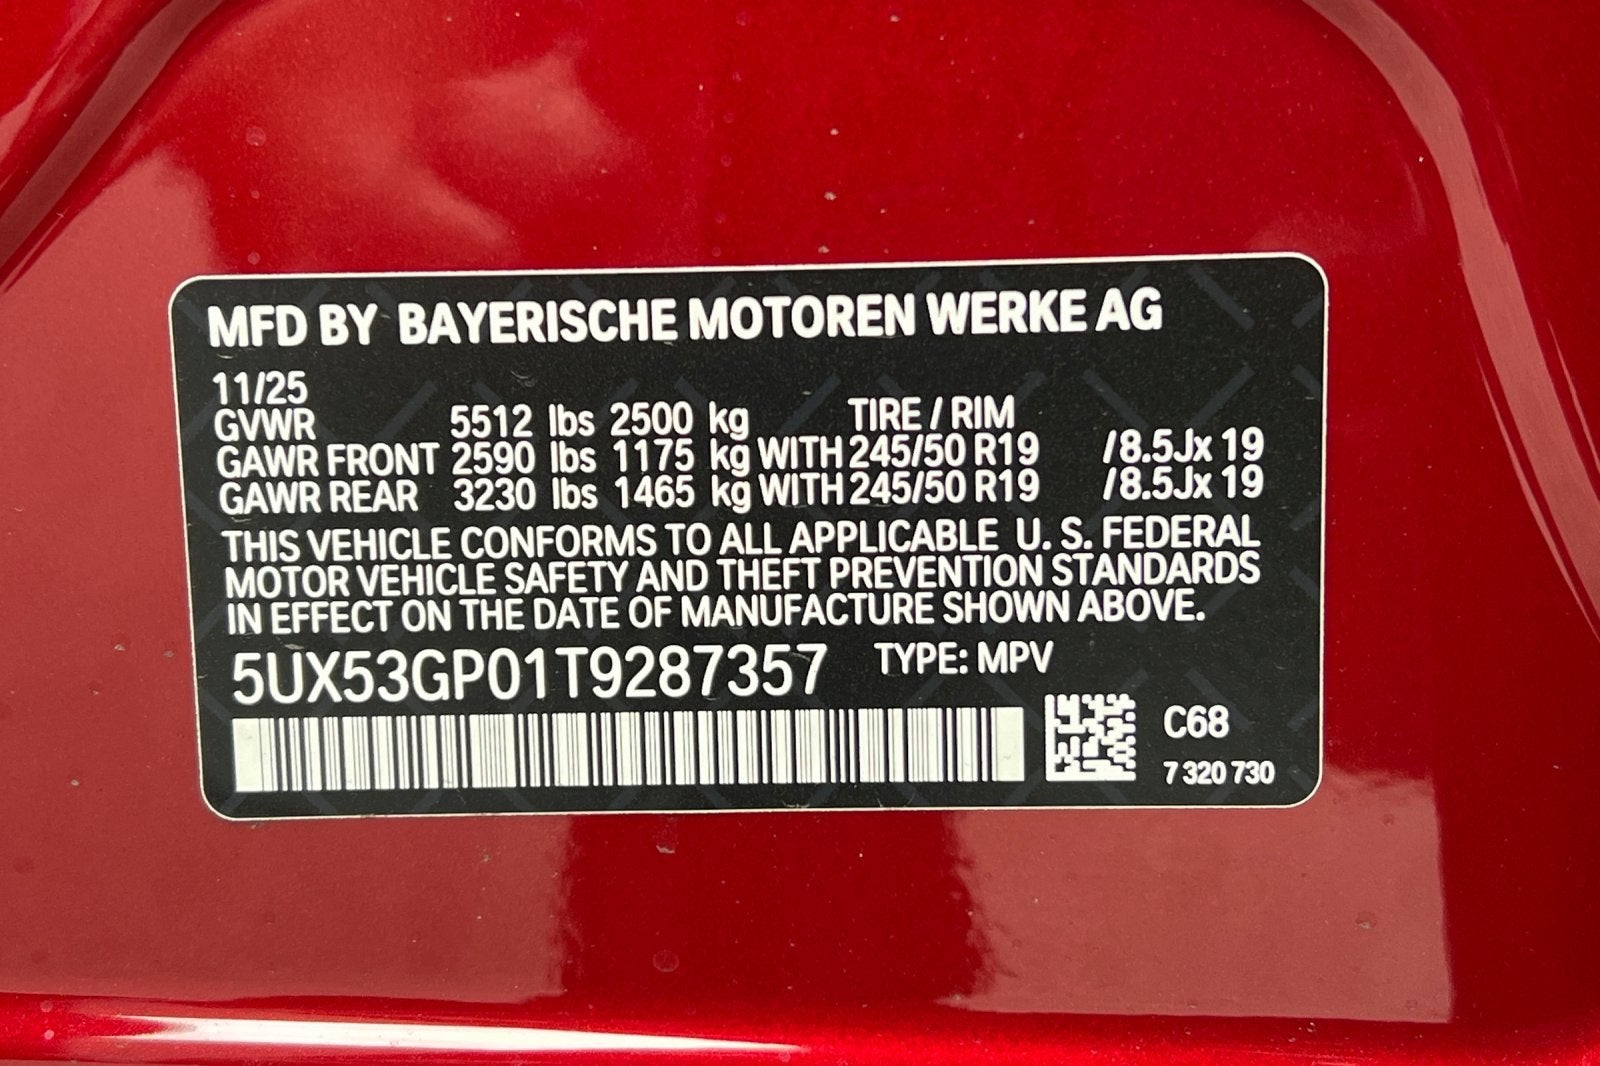 MFD BY BAYERISCHE MOTOREN WERKE AG
11/25
GVWR 5512 lbs 2500 kg TIRE / RIM
GAWR FRONT 2590 lbs 1175 kg WITH 245/50 R19 /8.5Jx 19
GAWR REAR 3230 lbs 1465 kg WITH 245/50 R19 /8.5Jx 19
THIS VEHICLE CONFORMS TO ALL APPLICABLE U. S. FEDERAL
MOTOR VEHICLE SAFETY AND THEFT PREVENTION STANDARDS
IN EFFECT ON THE DATE OF MANUFACTURE SHOWN ABOVE.
5UX53GP01T9287357 TYPE: MPV
C68
7 320 730